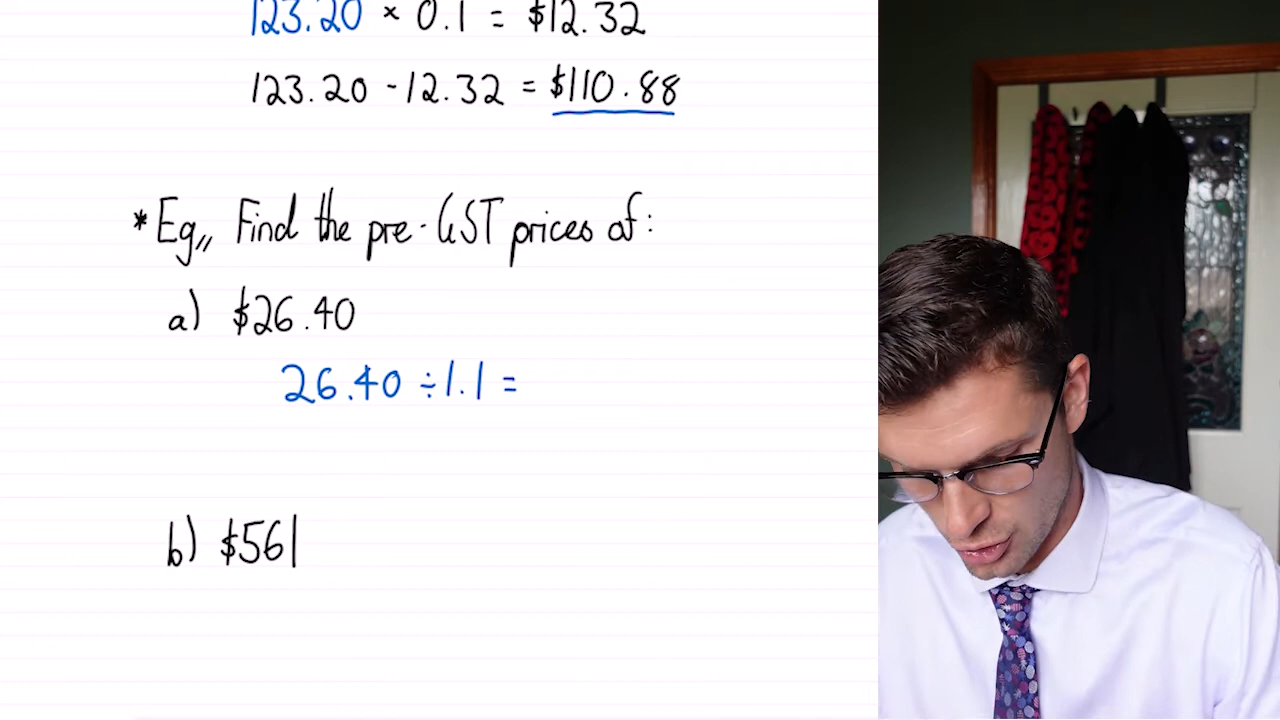 123.20 × 0.1 = $12.32
123.20 - 12.32 = $110.88
* Eg,, Find the pre-GST prices of:
a) $26.40
26.40 ÷ 1.1 =
b) $561